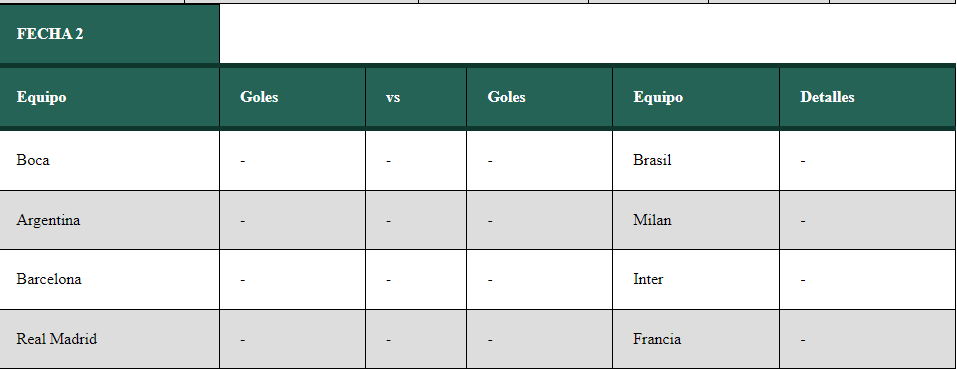 FECHA 2
Equipo Goles vs Goles Equipo Detalles
Boca - - - Brasil -
Argentina - - - Milan -
Barcelona - - - Inter -
Real Madrid - - - Francia -